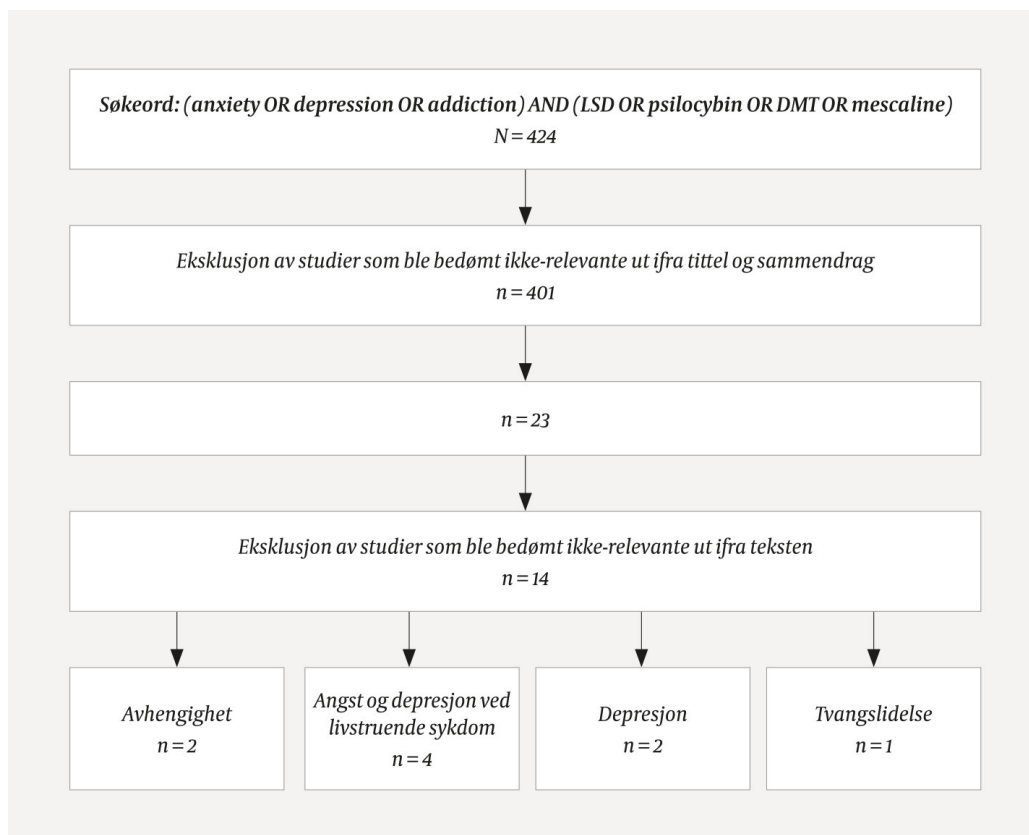 Søkeord: (anxiety OR depression OR addiction) AND (LSD OR psilocybin OR DMT OR mescaline)
N = 424
Eksklusjon av studier som ble bedømt ikke-relevante ut ifra tittel og sammendrag
n = 401
n = 23
Eksklusjon av studier som ble bedømt ikke-relevante ut ifra teksten
n = 14
Avhengighet
n = 2
Angst og depresjon ved
livstruende sykdom
n = 4
Depresjon
n = 2
Tvangslidelse
n = 1